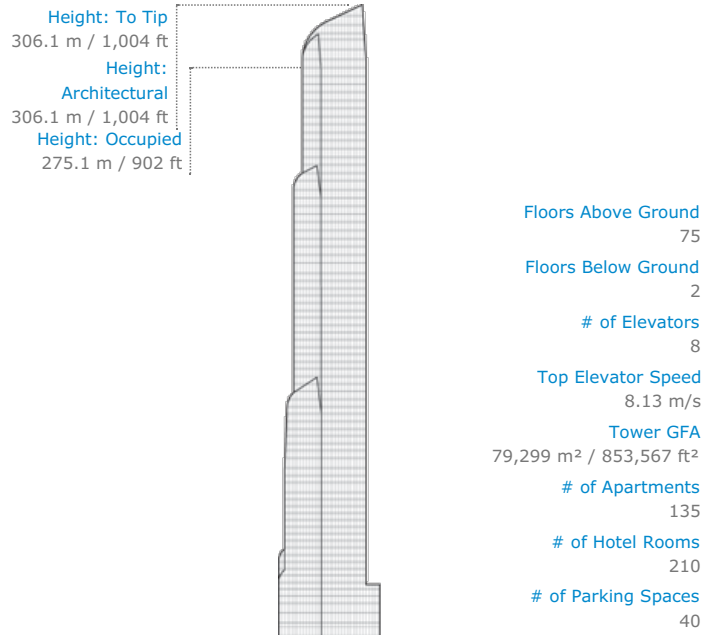 Height: To Tip
306.1 m / 1,004 ft
Height:
Architectural
306.1 m / 1,004 ft
Height: Occupied
275.1 m / 902 ft
Floors Above Ground
75
Floors Below Ground
2
# of Elevators
8
Top Elevator Speed
8.13 m/s
Tower GFA
79,299 m² / 853,567 ft²
# of Apartments
135
# of Hotel Rooms
210
# of Parking Spaces
40